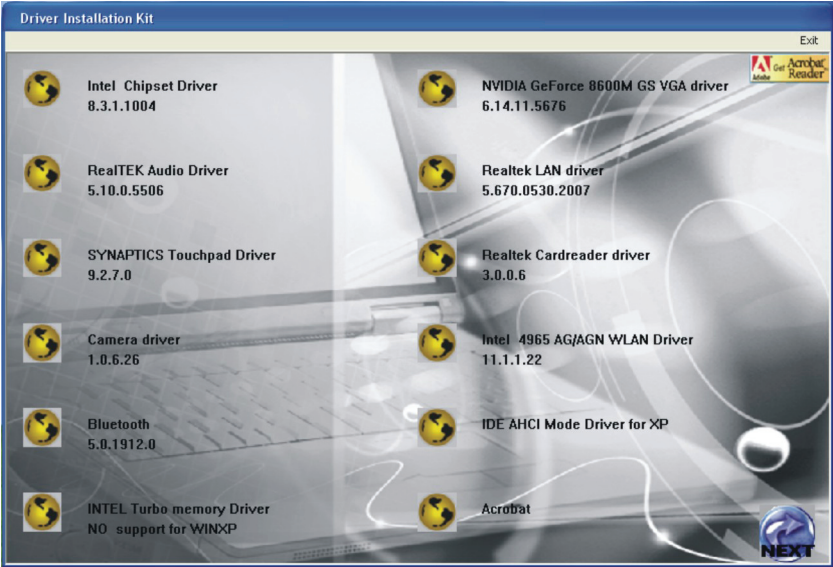 Driver Installation Kit
Exit
Adobe
Get Acrobat Reader
Intel  Chipset Driver
8.3.1.1004
NVIDIA GeForce 8600M GS VGA driver
6.14.11.5676
RealTEK Audio Driver
5.10.0.5506
Realtek LAN driver
5.670.0530.2007
SYNAPTICS Touchpad Driver
9.2.7.0
Realtek Cardreader driver
3.0.0.6
Camera driver
1.0.6.26
Intel  4965 AG/AGN WLAN Driver
11.1.1.22
Bluetooth
5.0.1912.0
IDE AHCI Mode Driver for XP
INTEL Turbo memory Driver
NO  support for WINXP
Acrobat
NEXT